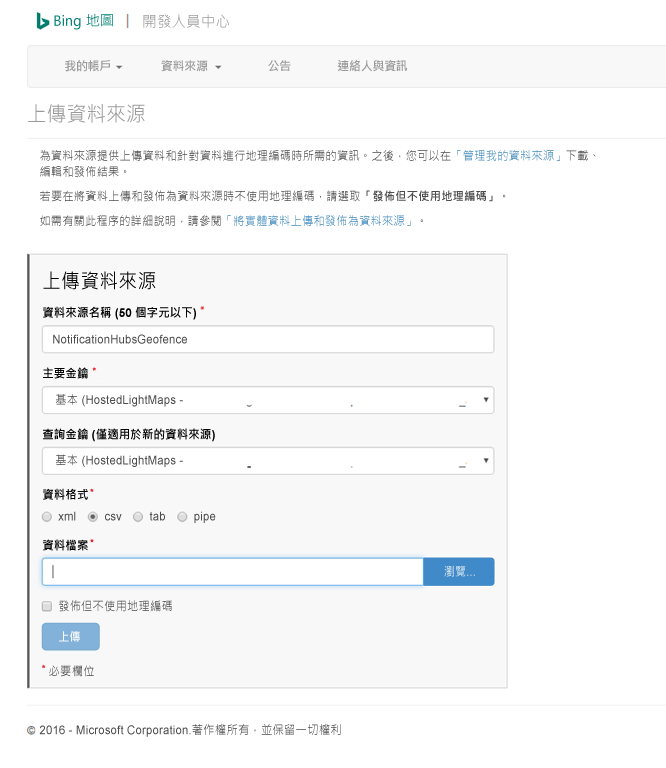 Bing 地圖 | 開發人員中心
我的帳戶 資料來源 公告 連絡人與資訊
上傳資料來源
為資料來源提供上傳資料和針對資料進行地理編碼時所需的資訊。之後，您可以在「管理我的資料來源」下載、
編輯和發佈結果。
若要在將資料上傳和發佈為資料來源時不使用地理編碼，請選取「發佈但不使用地理編碼」。
如需有關此程序的詳細說明，請參閱「將實體資料上傳和發佈為資料來源」。
上傳資料來源
資料來源名稱 (50 個字元以下) *
NotificationHubsGeofence
主要金鑰 *
基本 (HostedLightMaps -
查詢金鑰 (僅適用於新的資料來源)
基本 (HostedLightMaps -
資料格式*
xml csv tab pipe
資料檔案*
瀏覽...
發佈但不使用地理編碼
上傳
* 必要欄位
© 2016 - Microsoft Corporation.著作權所有，並保留一切權利